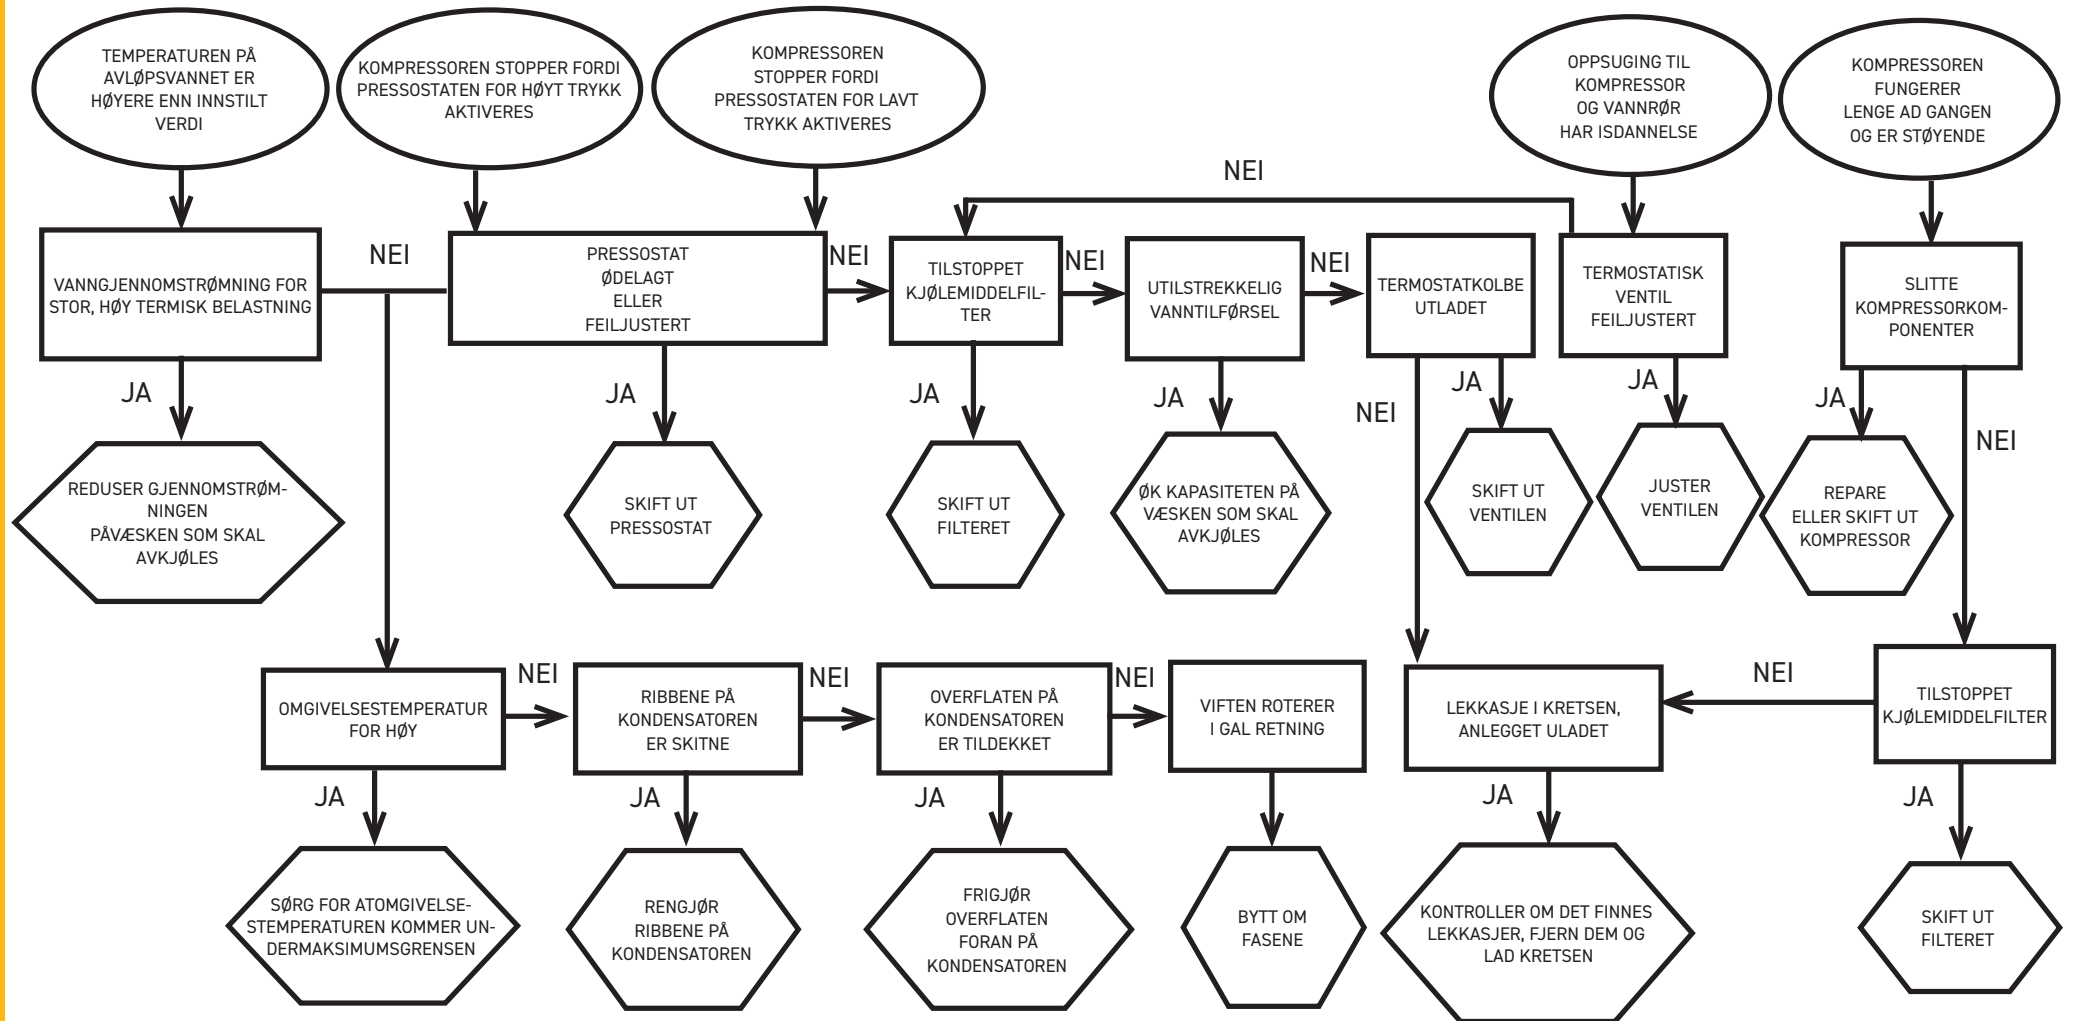 TEMPERATUREN PÅ
AVLØPSVANNET ER
HØYERE ENN INNSTILT
VERDI
KOMPRESSOREN STOPPER FORDI
PRESSOSTATEN FOR HØYT TRYKK
AKTIVERES
KOMPRESSOREN
STOPPER FORDI
PRESSOSTATEN FOR LAVT
TRYKK AKTIVERES
OPPSUGING TIL
KOMPRESSOR
OG VANNRØR
HAR ISDANNELSE
KOMPRESSOREN
FUNGERER
LENGE AD GANGEN
OG ER STØYENDE
NEI
VANNGJENNOMSTRØMNING FOR
STOR, HØY TERMISK BELASTNING
NEI
PRESSOSTAT
ØDELAGT
ELLER
FEILJUSTERT
NEI
TILSTOPPET
KJØLEMIDDELFIL-
TER
NEI
UTILSTREKKELIG
VANNTILFØRSEL
NEI
TERMOSTATKOLBE
UTLADET
TERMOSTATISK
VENTIL
FEILJUSTERT
SLITTE
KOMPRESSORKOM-
PONENTER
JA
JA
JA
JA
NEI
JA
JA
JA
NEI
REDUSER GJENNOMSTRØM-
NINGEN
PÅVÆSKEN SOM SKAL
AVKJØLES
SKIFT UT
PRESSOSTAT
SKIFT UT
FILTERET
ØK KAPASITETEN PÅ
VÆSKEN SOM SKAL
AVKJØLES
SKIFT UT
VENTILEN
JUSTER
VENTILEN
REPARE
ELLER SKIFT UT
KOMPRESSOR
OMGIVELSESTEMPERATUR
FOR HØY
NEI
RIBBENE PÅ
KONDENSATOREN
ER SKITNE
NEI
OVERFLATEN PÅ
KONDENSATOREN
ER TILDEKKET
NEI
VIFTEN ROTERER
I GAL RETNING
LEKKASJE I KRETSEN,
ANLEGGET ULADET
NEI
TILSTOPPET
KJØLEMIDDELFILTER
JA
JA
JA
JA
JA
SØRG FOR ATOMGIVELSE-
STEMPERATUREN KOMMER UN-
DERMAKSIMUMSGRENSEN
RENGJØR
RIBBENE PÅ
KONDENSATOREN
FRIGJØR
OVERFLATEN
FORAN PÅ
KONDENSATOREN
BYTT OM
FASENE
KONTROLLER OM DET FINNES
LEKKASJER, FJERN DEM OG
LAD KRETSEN
SKIFT UT
FILTERET